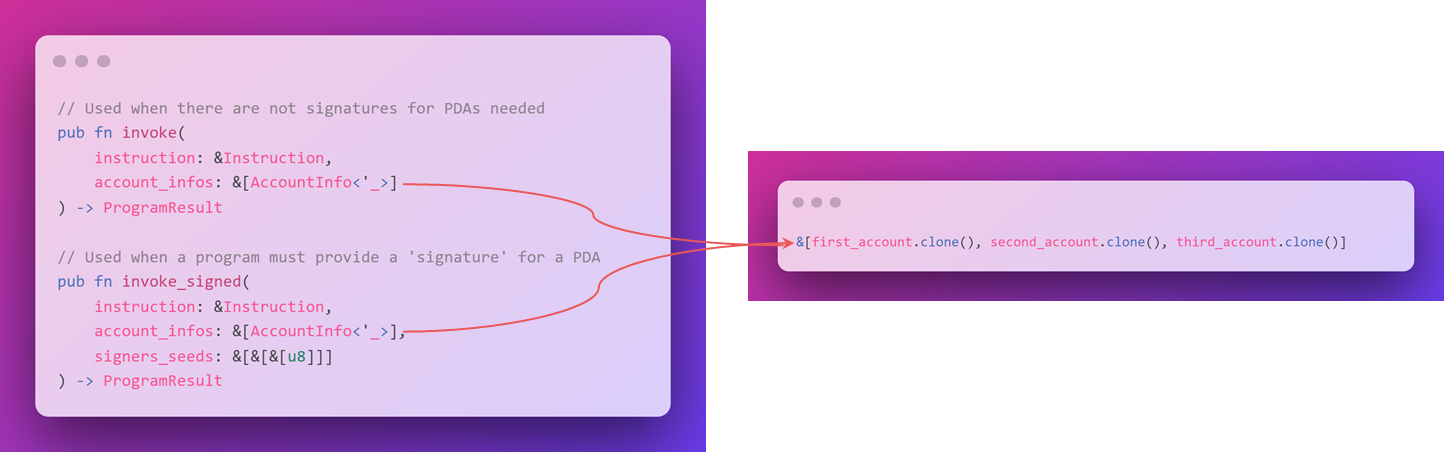 // Used when there are not signatures for PDAs needed
pub fn invoke(
    instruction: &Instruction,
    account_infos: &[AccountInfo<'_>]
) -> ProgramResult
// Used when a program must provide a 'signature' for a PDA
pub fn invoke_signed(
    instruction: &Instruction,
    account_infos: &[AccountInfo<'_>],
    signers_seeds: &[&[&[u8]]]
) -> ProgramResult
&[first_account.clone(), second_account.clone(), third_account.clone()]